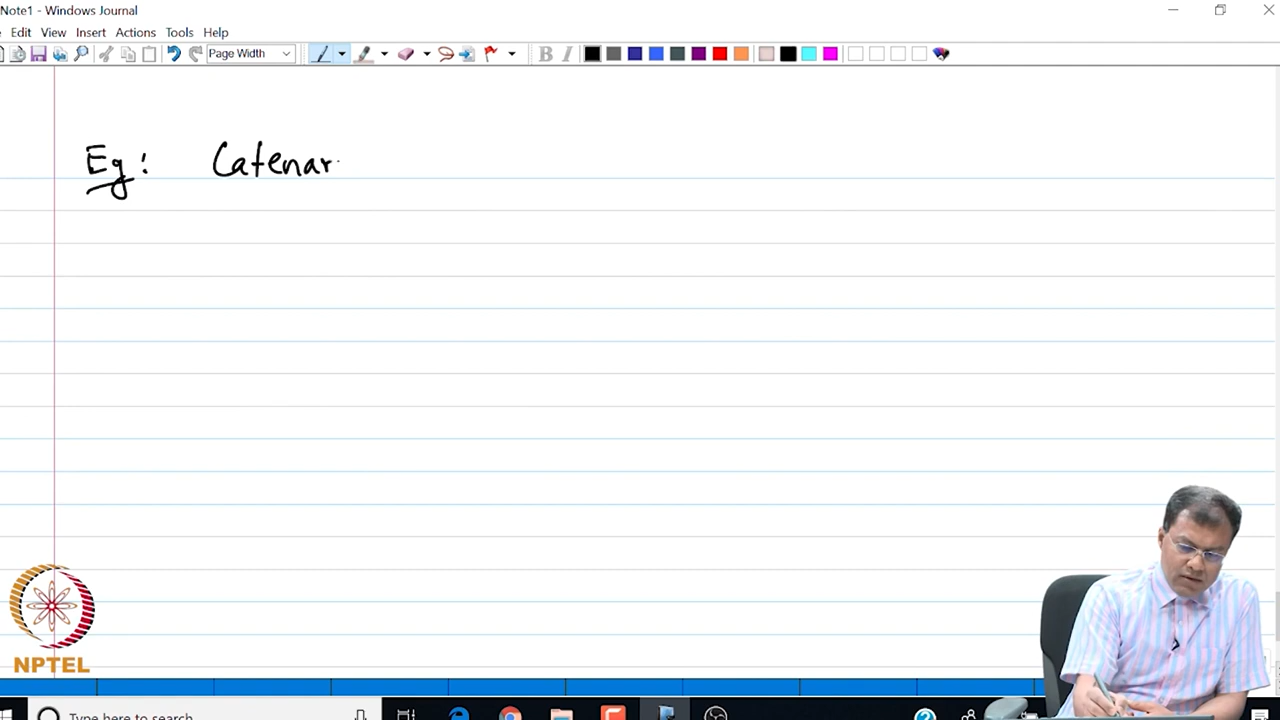 Note1 - Windows Journal
Edit View Insert Actions Tools Help
Page Width
B I
Eg: Catenar
NPTEL
Type here to search